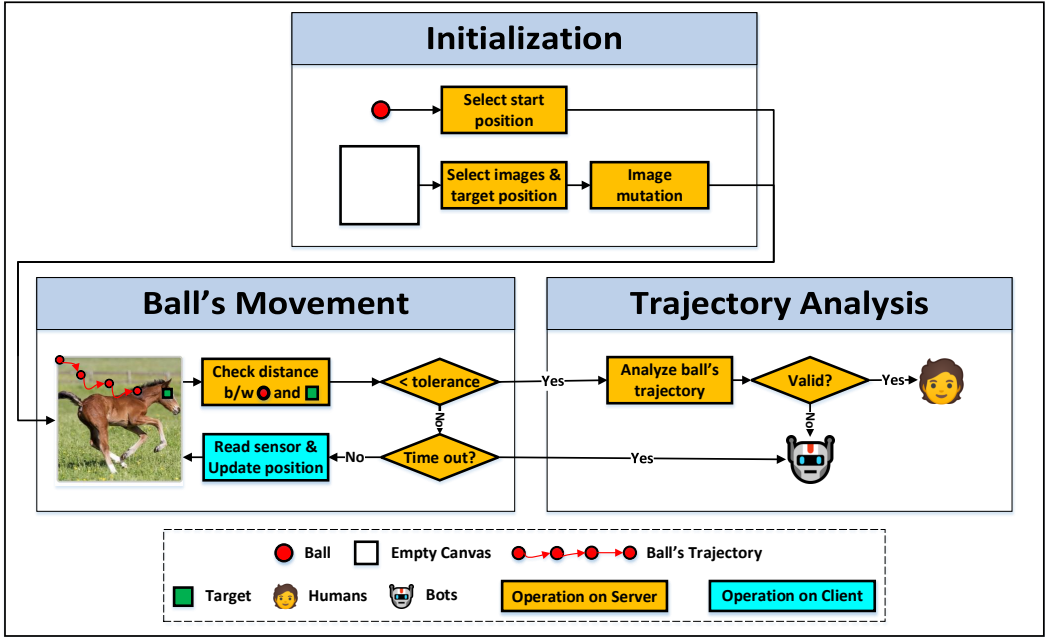 Initialization
Select start
position
Select images &
target position
Image
mutation
Ball's Movement
Check distance
b/w and
< tolerance
No
Read sensor &
Update position
No
Time out?
Trajectory Analysis
Yes
Analyze ball's
trajectory
Valid?
Yes
No
Yes
Ball
Empty Canvas
Ball's Trajectory
Target
Humans
Bots
Operation on Server
Operation on Client